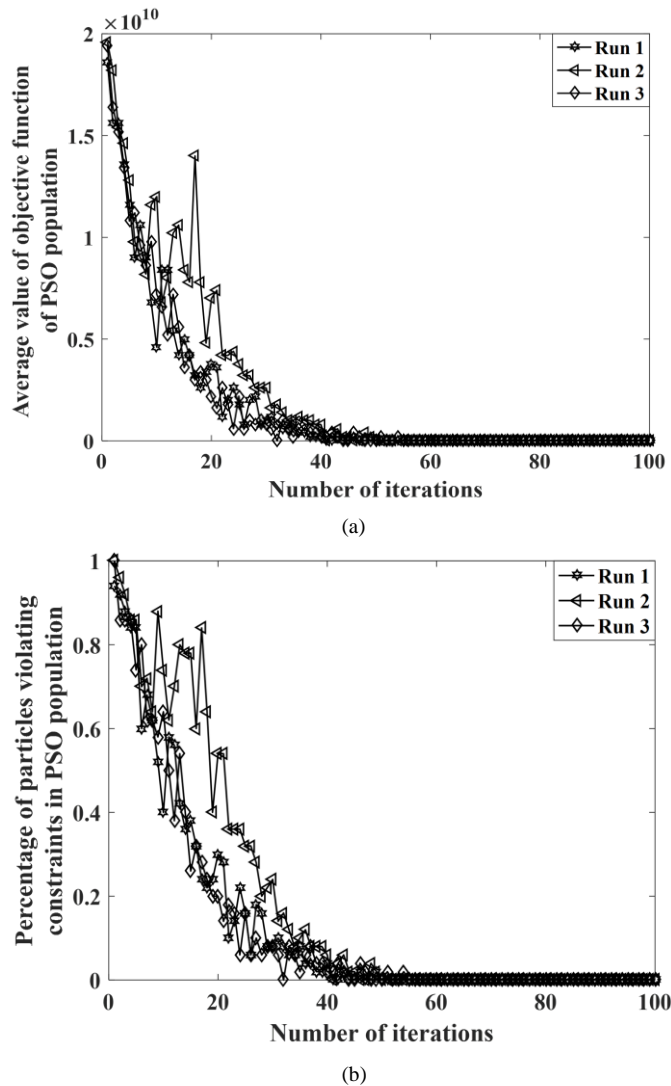 ×10^10
2
1.5
1
0.5
0
0 20 40 60 80 100
Average value of objective function
of PSO population
Number of iterations
Run 1
Run 2
Run 3
(a)
1
0.8
0.6
0.4
0.2
0
0 20 40 60 80 100
Percentage of particles violating
constraints in PSO population
Number of iterations
Run 1
Run 2
Run 3
(b)